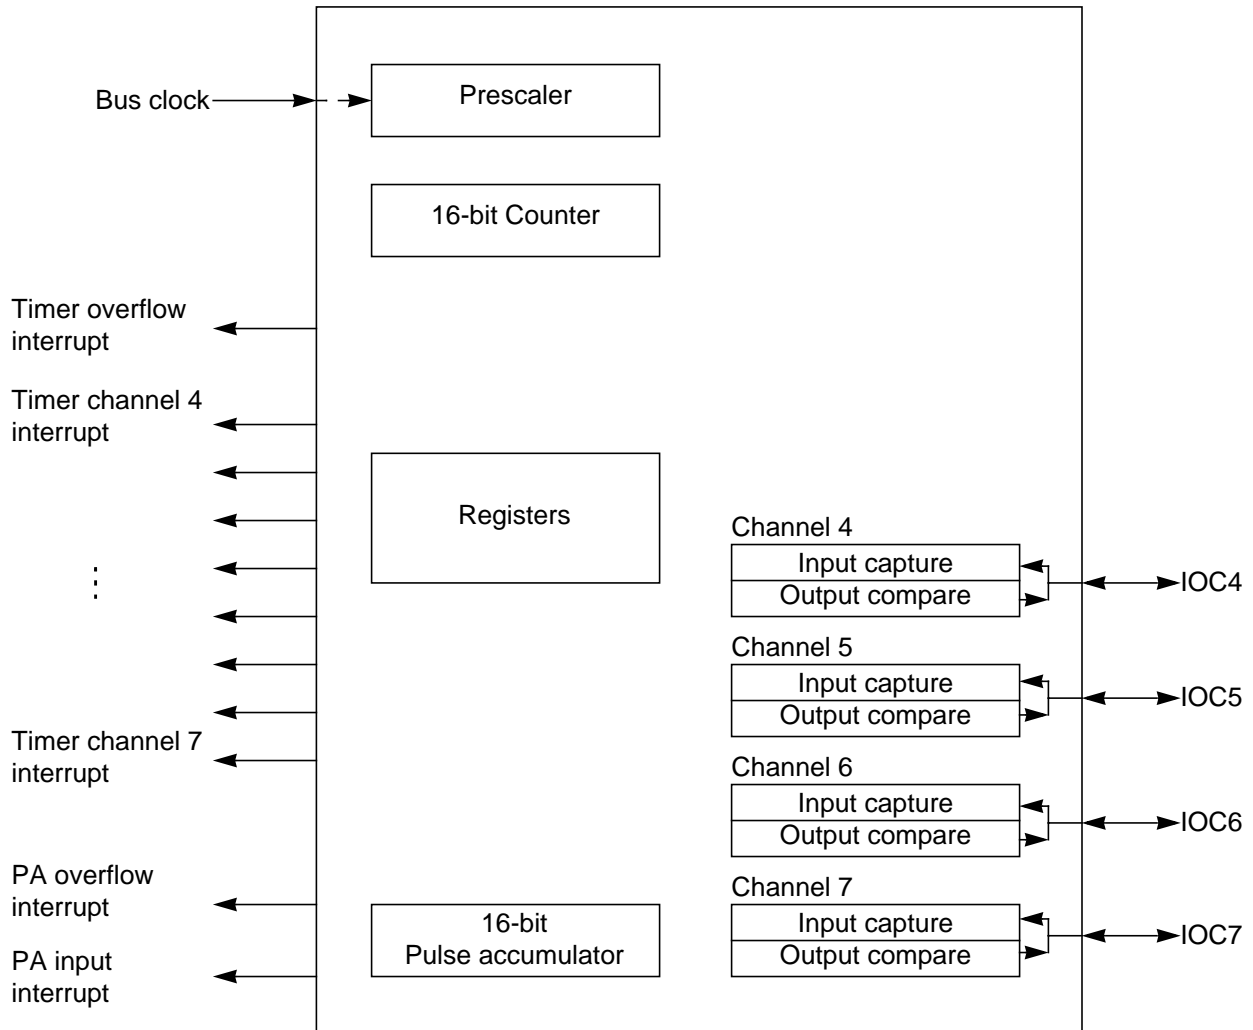 Bus clock
Prescaler
16-bit Counter
Timer overflow
interrupt
Timer channel 4
interrupt
Registers
Channel 4
Input capture
Output compare
IOC4
Channel 5
Input capture
Output compare
IOC5
Timer channel 7
interrupt
Channel 6
Input capture
Output compare
IOC6
PA overflow
interrupt
16-bit
Pulse accumulator
Channel 7
Input capture
Output compare
IOC7
PA input
interrupt